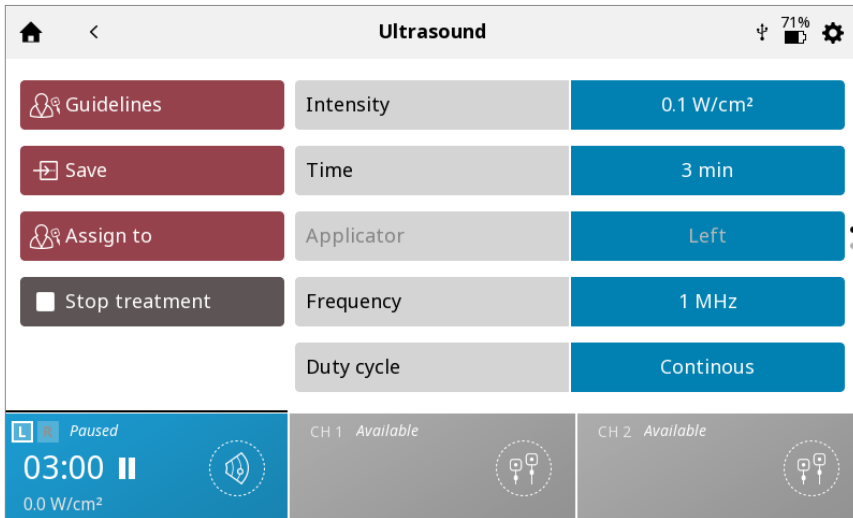 Ultrasound
71%
Guidelines
Intensity
0.1 W/cm²
Save
Time
3 min
Assign to
Applicator
Left
Stop treatment
Frequency
1 MHz
Duty cycle
Continous
L R Paused
03:00
0.0 W/cm²
CH 1 Available
CH 2 Available